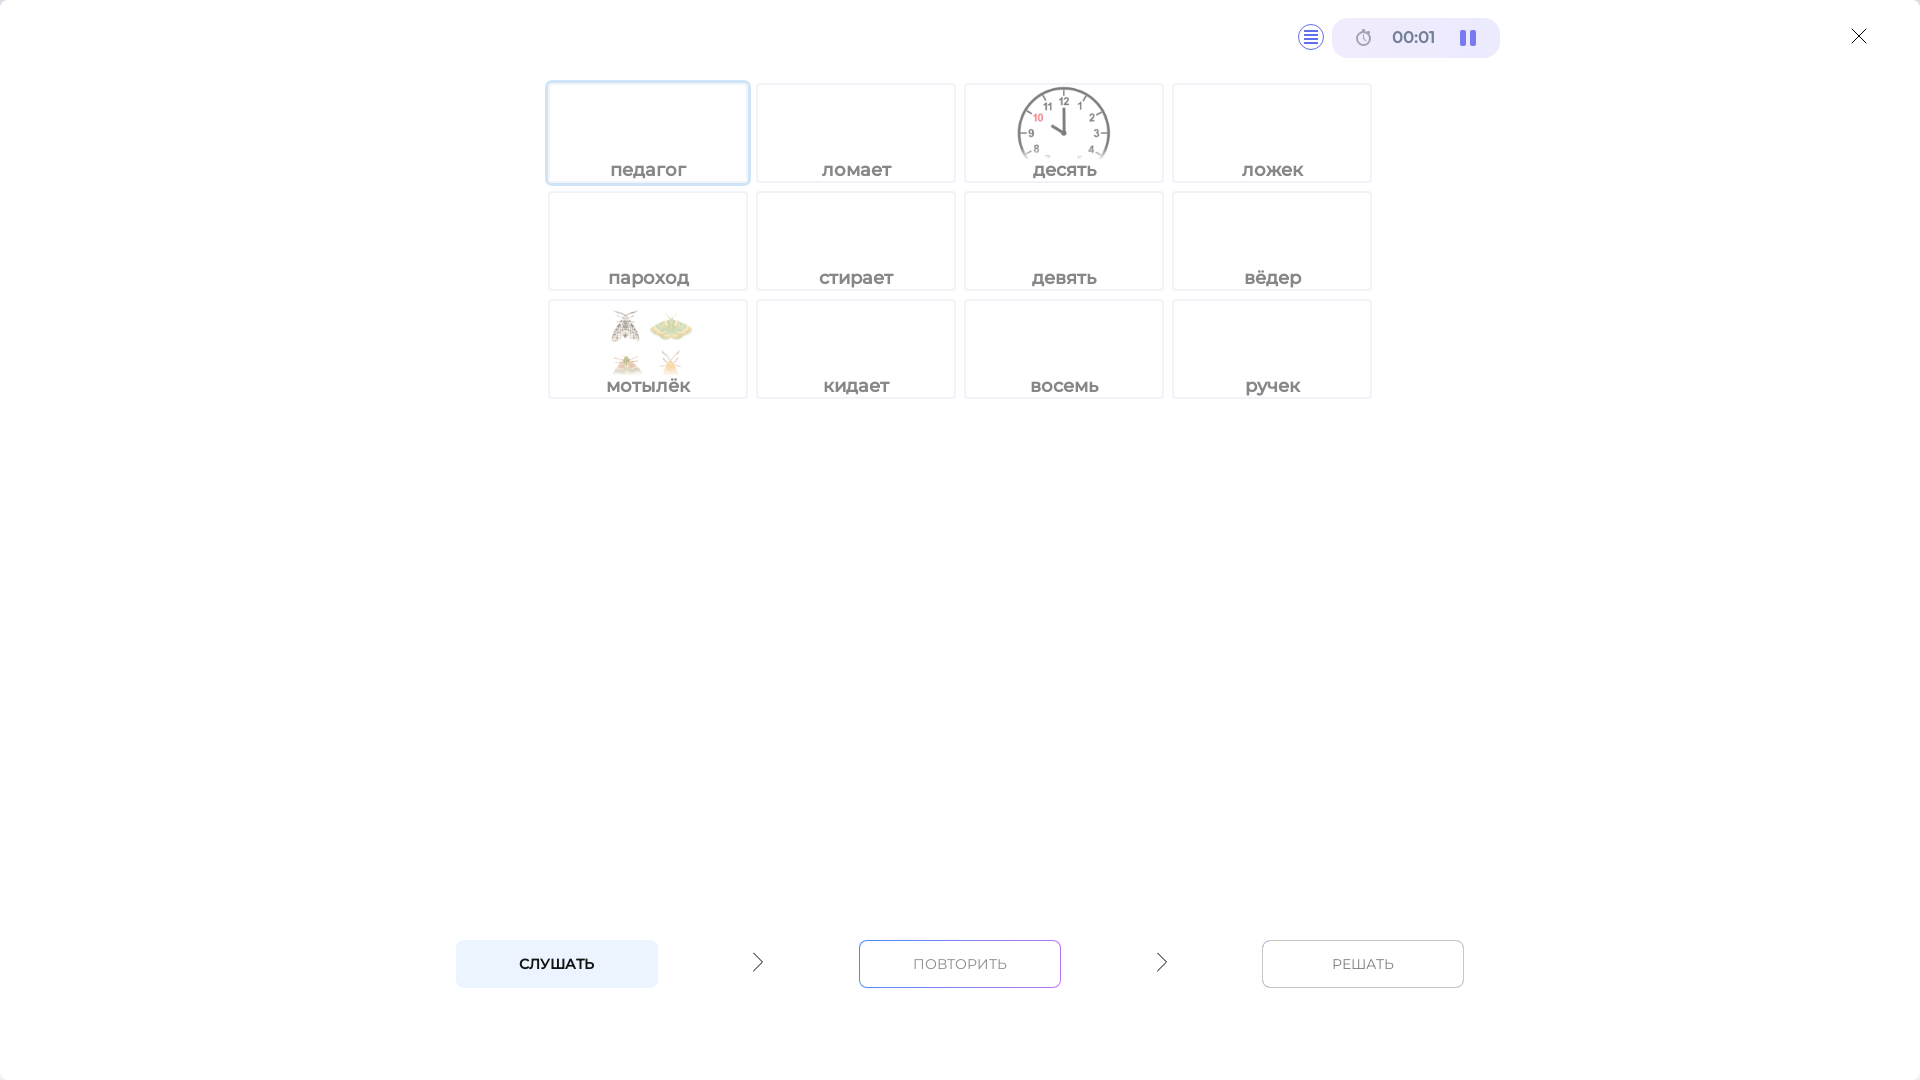 00:01
педагог ломает десять ложек
12
11 1
10 2
9 3
8 4
пароход стирает девять вёдер
мотылёк кидает восемь ручек
СЛУШАТЬ ПОВТОРИТЬ РЕШАТЬ